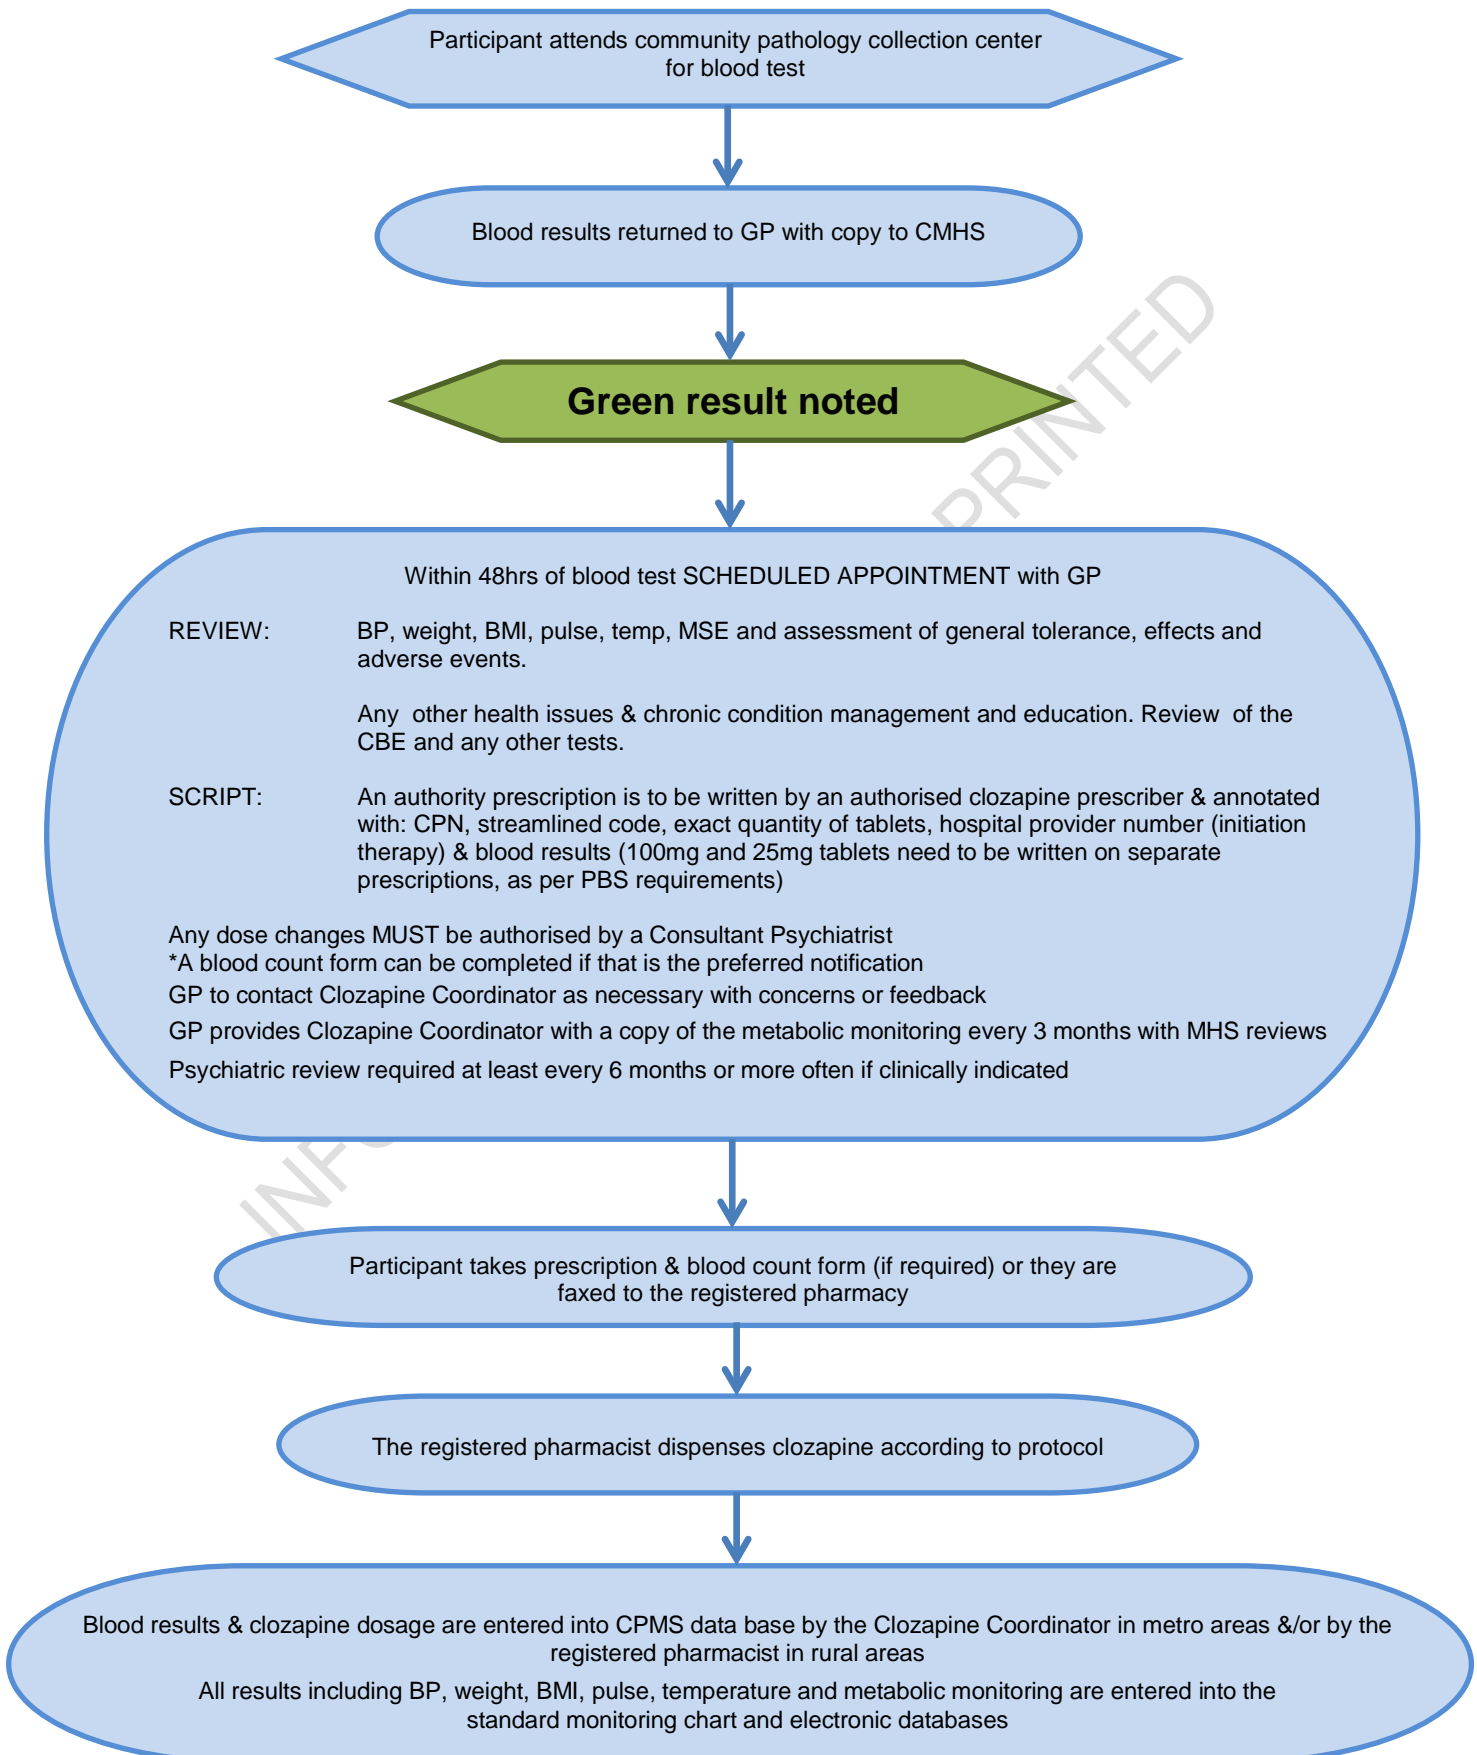 Participant attends community pathology collection center
for blood test
Blood results returned to GP with copy to CMHS
PRINTED
Green result noted
Within 48hrs of blood test SCHEDULED APPOINTMENT with GP
REVIEW: BP, weight, BMI, pulse, temp, MSE and assessment of general tolerance, effects and
adverse events.
Any other health issues & chronic condition management and education. Review of the
CBE and any other tests.
SCRIPT: An authority prescription is to be written by an authorised clozapine prescriber & annotated
with: CPN, streamlined code, exact quantity of tablets, hospital provider number (initiation
therapy) & blood results (100mg and 25mg tablets need to be written on separate
prescriptions, as per PBS requirements)
Any dose changes MUST be authorised by a Consultant Psychiatrist
*A blood count form can be completed if that is the preferred notification
GP to contact Clozapine Coordinator as necessary with concerns or feedback
GP provides Clozapine Coordinator with a copy of the metabolic monitoring every 3 months with MHS reviews
Psychiatric review required at least every 6 months or more often if clinically indicated
Participant takes prescription & blood count form (if required) or they are
faxed to the registered pharmacy
The registered pharmacist dispenses clozapine according to protocol
Blood results & clozapine dosage are entered into CPMS data base by the Clozapine Coordinator in metro areas &/or by the
registered pharmacist in rural areas
All results including BP, weight, BMI, pulse, temperature and metabolic monitoring are entered into the
standard monitoring chart and electronic databases